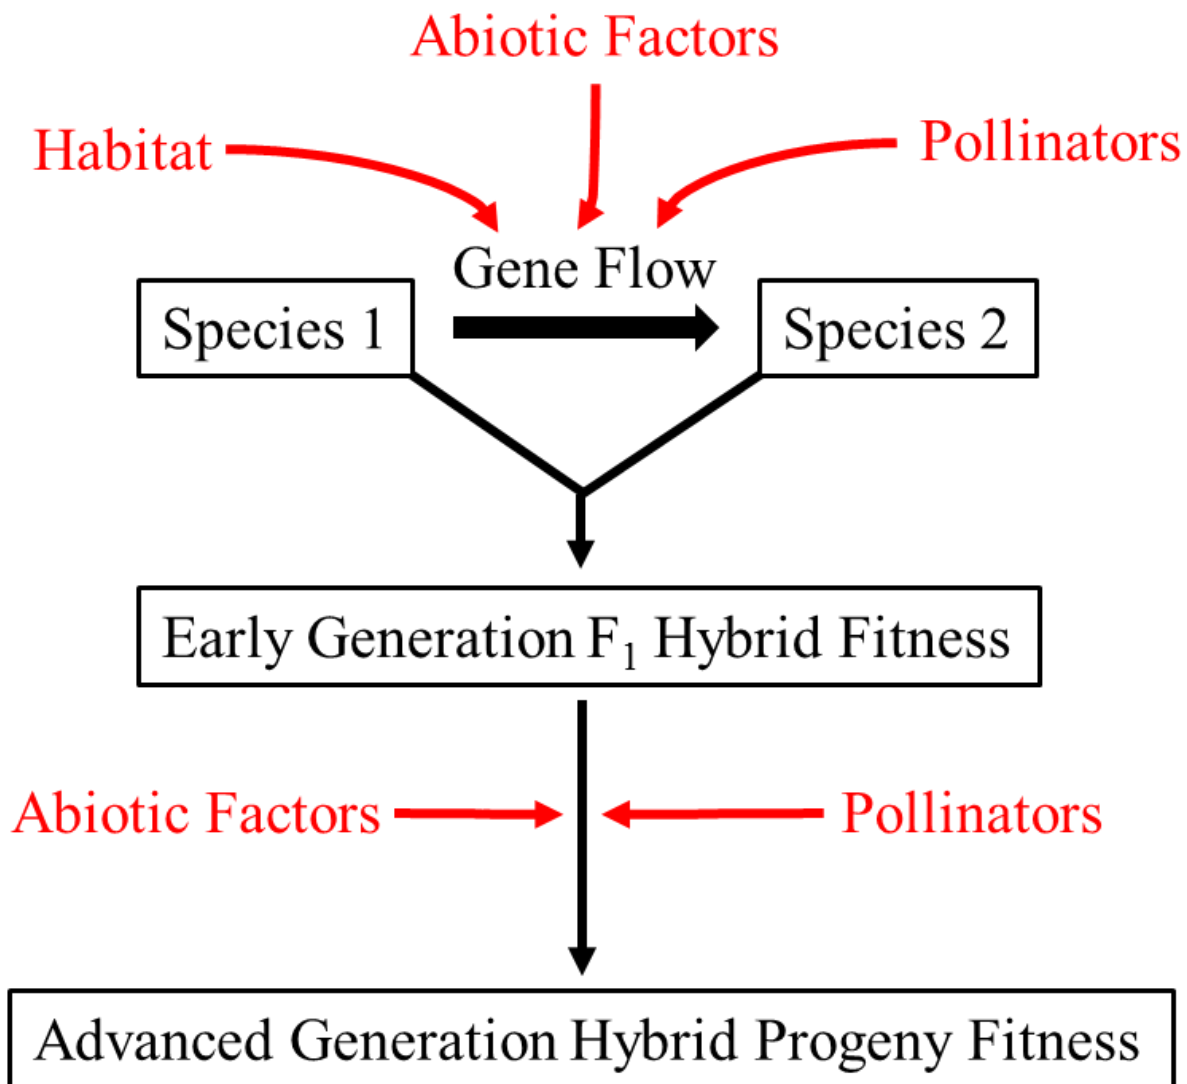 Abiotic Factors
Habitat
Pollinators
Gene Flow
Species 1
Species 2
Early Generation F₁ Hybrid Fitness
Abiotic Factors
Pollinators
Advanced Generation Hybrid Progeny Fitness